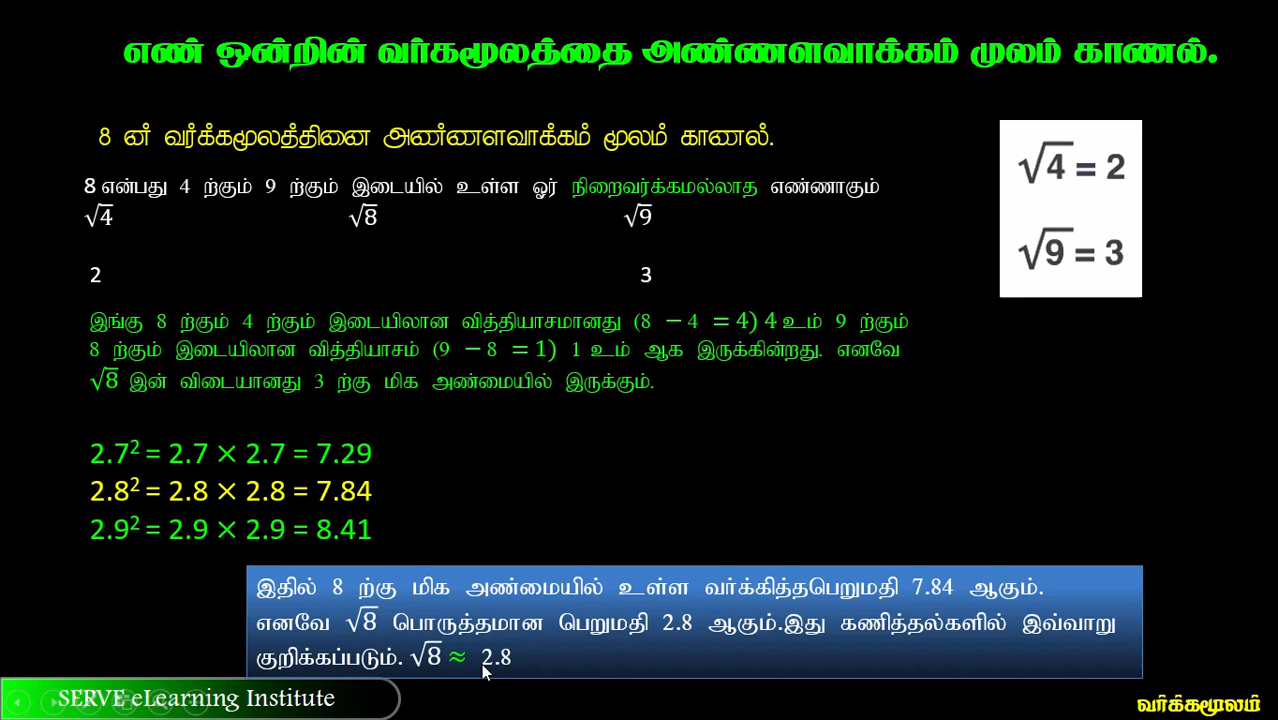 எண் ஒன்றின் வர்கமூலத்தை அண்ணளவாக்கம் மூலம் காணல்.
8 ன் வர்க்கமூலத்தினை அண்ணளவாக்கம் மூலம் காணல்.
8 என்பது 4 ற்கும் 9 ற்கும் இடையில் உள்ள ஓர் நிறைவர்க்கமல்லாத எண்ணாகும்
√4 √8 √9
2 3
√4 = 2
√9 = 3
இங்கு 8 ற்கும் 4 ற்கும் இடையிலான வித்தியாசமானது (8 − 4 = 4) 4 உம் 9 ற்கும்
8 ற்கும் இடையிலான வித்தியாசம் (9 − 8 = 1) 1 உம் ஆக இருக்கின்றது. எனவே
√8 இன் விடையானது 3 ற்கு மிக அண்மையில் இருக்கும்.
2.7² = 2.7 × 2.7 = 7.29
2.8² = 2.8 × 2.8 = 7.84
2.9² = 2.9 × 2.9 = 8.41
இதில் 8 ற்கு மிக அண்மையில் உள்ள வர்க்கித்தபெறுமதி 7.84 ஆகும்.
எனவே √8 பொருத்தமான பெறுமதி 2.8 ஆகும்.இது கணித்தல்களில் இவ்வாறு
குறிக்கப்படும். √8 ≈ 2.8
SERVE eLearning Institute
வர்க்கமூலம்